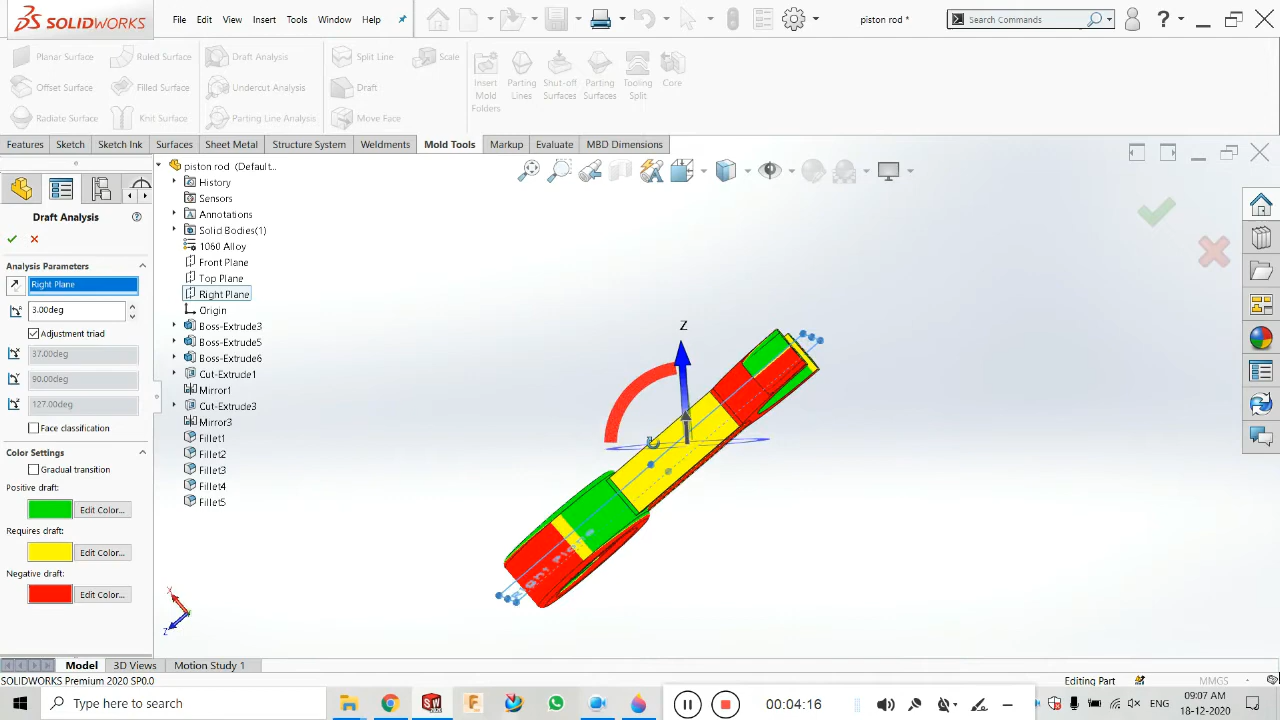 SOLIDWORKS
File Edit View Insert Tools Window Help
piston rod *
Search Commands
Planar Surface
Ruled Surface
Offset Surface
Filled Surface
Radiate Surface
Knit Surface
Draft Analysis
Undercut Analysis
Parting Line Analysis
Split Line
Draft
Move Face
Scale
Insert Mold Folders
Parting Lines
Shut-off Surfaces
Parting Surfaces
Tooling Split
Core
Features Sketch Sketch Ink Surfaces Sheet Metal Structure System Weldments Mold Tools Markup Evaluate MBD Dimensions
Draft Analysis
Analysis Parameters
Right Plane
3.00deg
Adjustment triad
37.00deg
90.00deg
127.00deg
Face classification
Color Settings
Gradual transition
Positive draft:
Edit Color...
Requires draft:
Edit Color...
Negative draft:
Edit Color...
piston rod (Default...
History
Sensors
Annotations
Solid Bodies(1)
1060 Alloy
Front Plane
Top Plane
Right Plane
Origin
Boss-Extrude3
Boss-Extrude5
Boss-Extrude6
Cut-Extrude1
Mirror1
Cut-Extrude3
Mirror3
Fillet1
Fillet2
Fillet3
Fillet4
Fillet5
Z
Right Plane
X
Z
Model 3D Views Motion Study 1
SOLIDWORKS Premium 2020 SP0.0
Editing Part
MMGS
Type here to search
00:04:16
ENG
09:07 AM
18-12-2020